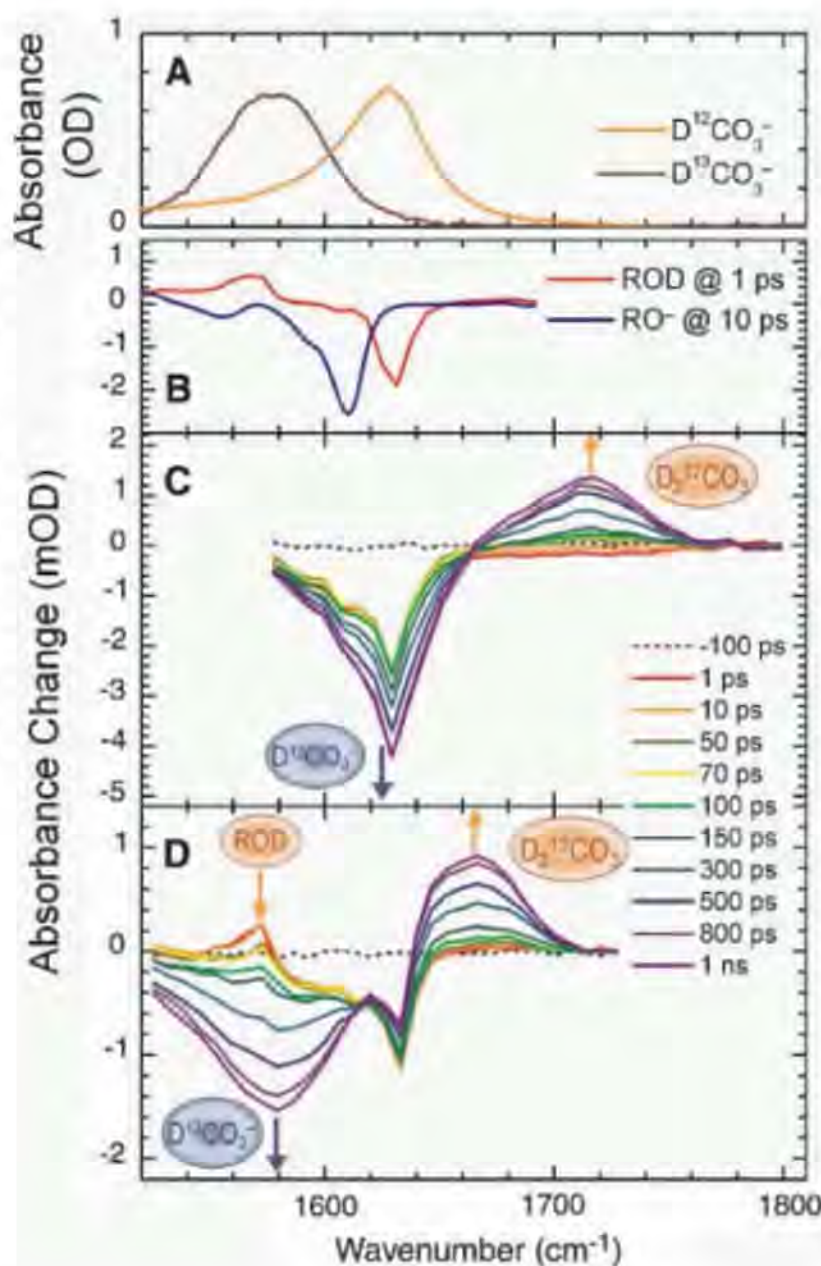 Absorbance
(OD)
1
0
A
D¹²CO₃⁻
D¹³CO₃⁻
1
0
-1
-2
B
ROD @ 1 ps
RO⁻ @ 10 ps
Absorbance Change (mOD)
2
1
0
-1
-2
-3
-4
-5
C
-100 ps
1 ps
10 ps
50 ps
70 ps
100 ps
150 ps
300 ps
500 ps
800 ps
1 ns
1
0
-1
-2
D
ROD
D₂¹³CO₃
1600
1700
1800
Wavenumber (cm⁻¹)